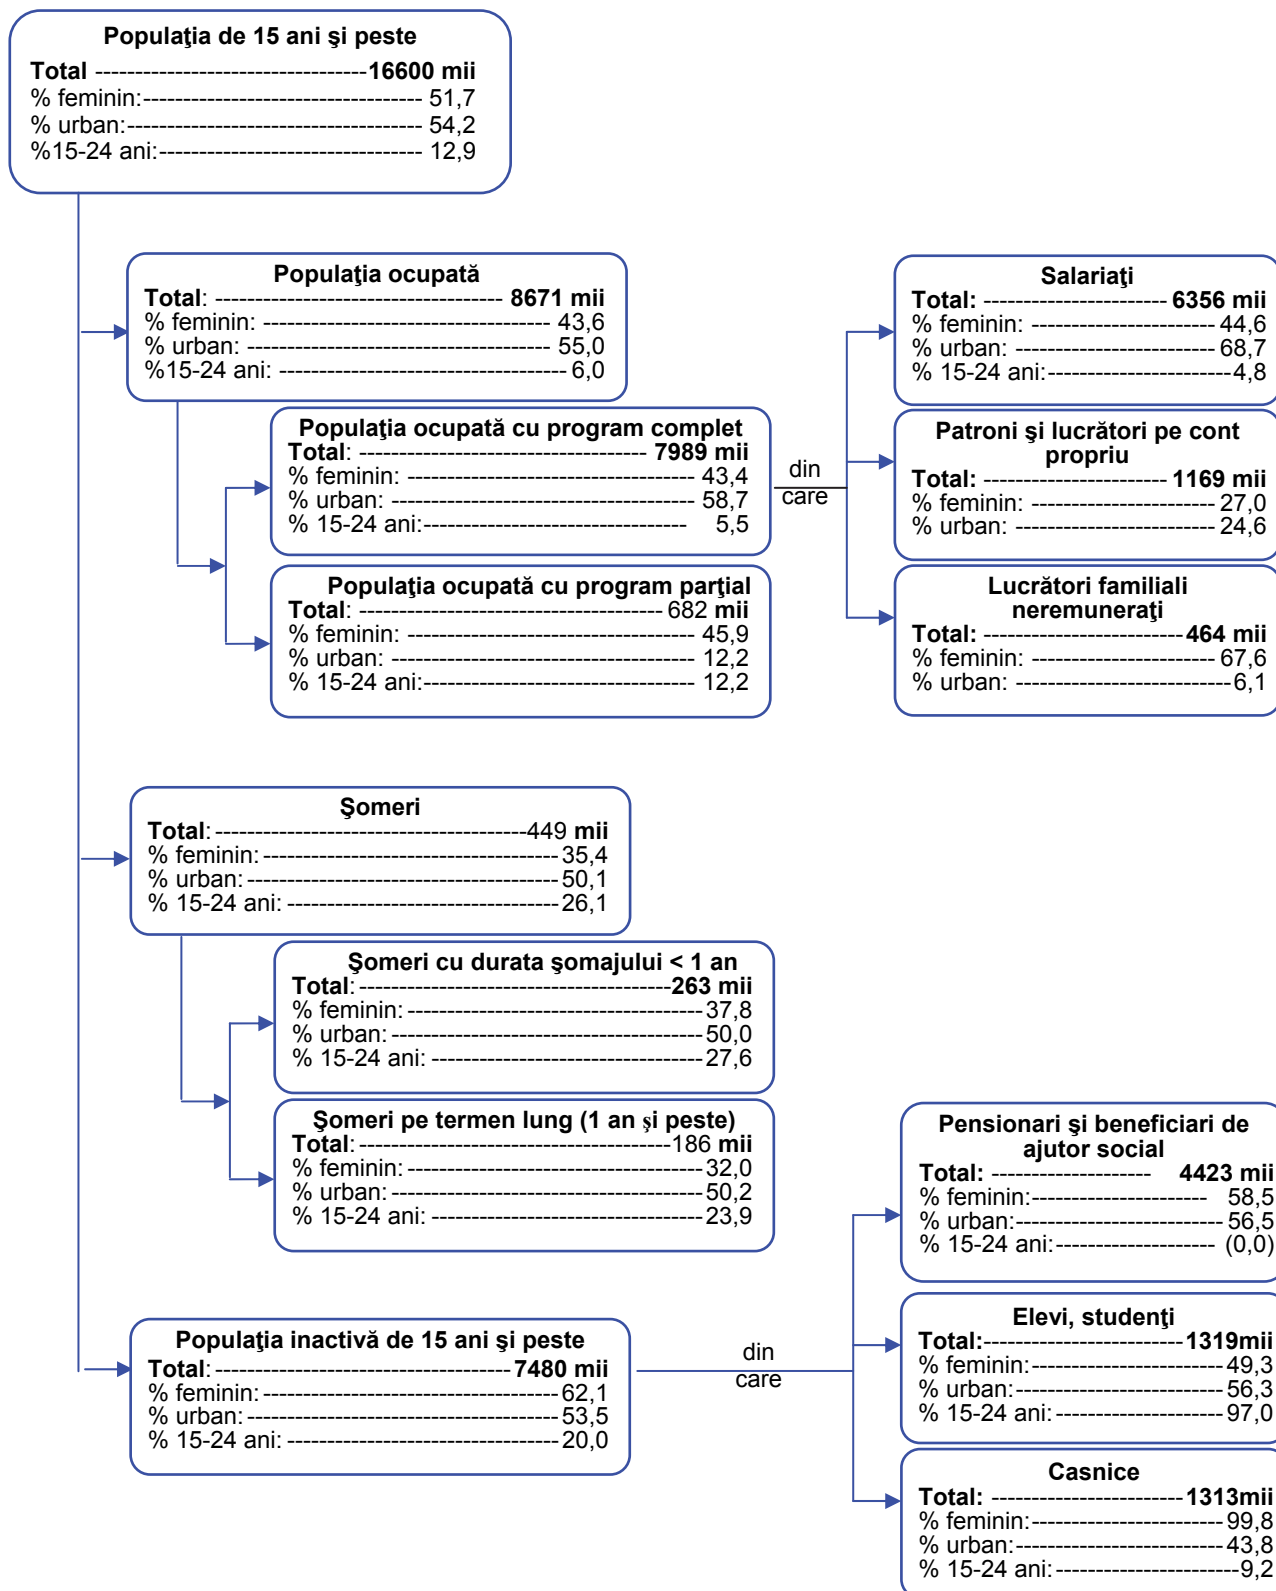 Populaţia de 15 ani şi peste
Total ----------------------------------16600 mii
% feminin:----------------------------------- 51,7
% urban:------------------------------------- 54,2
%15-24 ani:--------------------------------- 12,9
Populaţia ocupată
Total: ------------------------------------ 8671 mii
% feminin: ------------------------------------ 43,6
% urban: -------------------------------------- 55,0
%15-24 ani: ------------------------------------ 6,0
Salariaţi
Total: ----------------------- 6356 mii
% feminin: ----------------------- 44,6
% urban: ------------------------- 68,7
% 15-24 ani:-----------------------4,8
Populaţia ocupată cu program complet
Total: ------------------------------------ 7989 mii
% feminin: ----------------------------------- 43,4
% urban: -------------------------------------- 58,7
% 15-24 ani:--------------------------------- 5,5
din
care
Patroni şi lucrători pe cont
propriu
Total: ----------------------- 1169 mii
% feminin: ----------------------- 27,0
% urban: ------------------------- 24,6
Populaţia ocupată cu program parţial
Total: -------------------------------------- 682 mii
% feminin: ------------------------------------ 45,9
% urban: --------------------------------------- 12,2
% 15-24 ani:---------------------------------- 12,2
Lucrători familiali
neremuneraţi
Total: -------------------------464 mii
% feminin: ----------------------- 67,6
% urban: ---------------------------6,1
Şomeri
Total:----------------------------------------449 mii
% feminin:------------------------------------- 35,4
% urban:--------------------------------------- 50,1
% 15-24 ani: ----------------------------------26,1
Şomeri cu durata şomajului < 1 an
Total:---------------------------------------263 mii
% feminin: -------------------------------------37,8
% urban:---------------------------------------50,0
% 15-24 ani: ----------------------------------27,6
Şomeri pe termen lung (1 an și peste)
Total:---------------------------------------186 mii
% feminin:-------------------------------------32,0
% urban:---------------------------------------50,2
% 15-24 ani: ----------------------------------23,9
Pensionari şi beneficiari de
ajutor social
Total: -------------------- 4423 mii
% feminin:---------------------- 58,5
% urban:--------------------------56,5
% 15-24 ani:-------------------- (0,0)
Populaţia inactivă de 15 ani şi peste
Total: ------------------------------------- 7480 mii
% feminin: ------------------------------------62,1
% urban:---------------------------------------53,5
% 15-24 ani: ----------------------------------20,0
din
care
Elevi, studenţi
Total:-------------------------1319mii
% feminin:-------------------------49,3
% urban:---------------------------56,3
% 15-24 ani: ---------------------97,0
Casnice
Total: ------------------------1313mii
% feminin:-------------------------99,8
% urban:---------------------------43,8
% 15-24 ani: -----------------------9,2